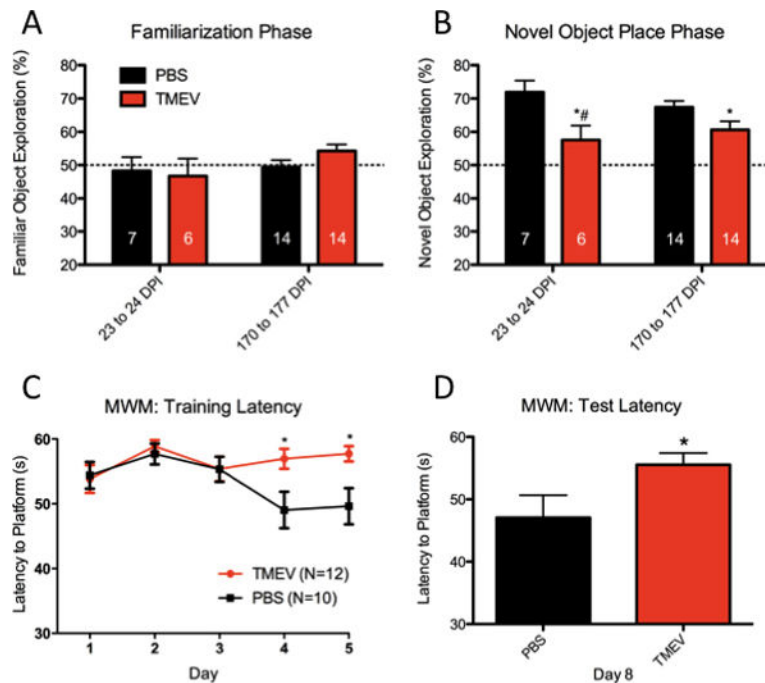 A
Familiarization Phase
Familiar Object Exploration (%)
80
70
60
50
40
30
20
PBS
TMEV
7
6
14
14
23 to 24 DPI
170 to 177 DPI
B
Novel Object Place Phase
Novel Object Exploration (%)
80
70
60
50
40
30
20
*#
*
7
6
14
14
23 to 24 DPI
170 to 177 DPI
C
MWM: Training Latency
Latency to Platform (s)
60
50
40
30
*
*
TMEV (N=12)
PBS (N=10)
1
2
3
4
5
Day
D
MWM: Test Latency
Latency to Platform (s)
60
50
40
30
*
PBS
TMEV
Day 8